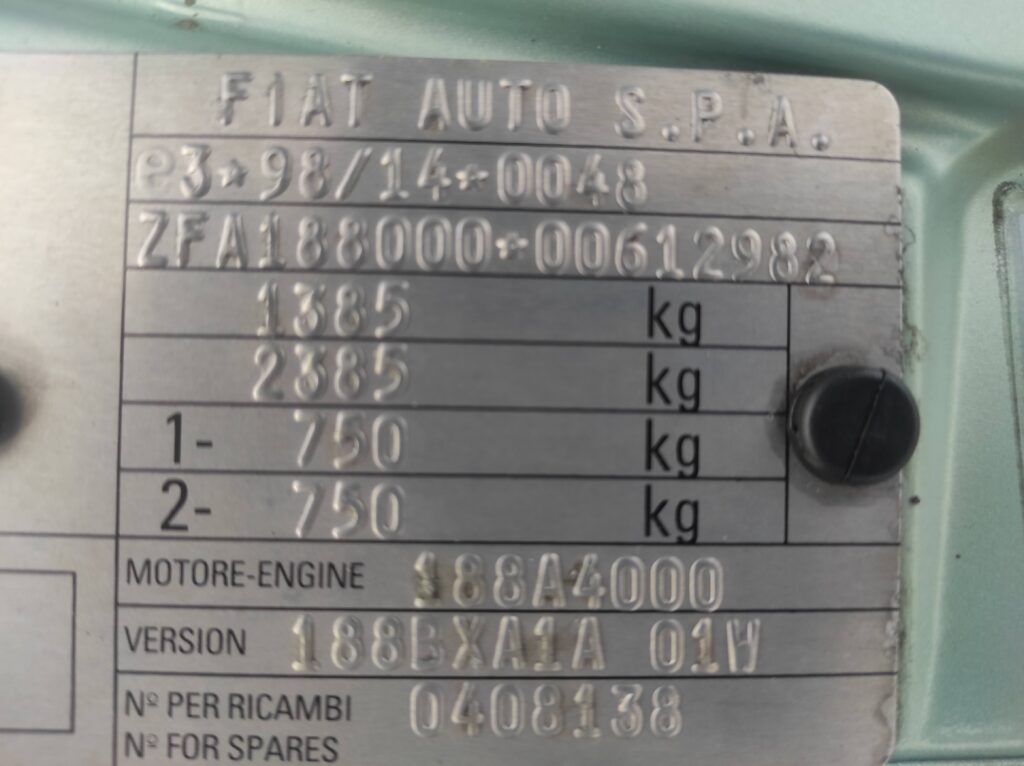 FIAT AUTO S.P.A.
e3*98/14*0048
ZFA188000*00612982
1385 kg
2385 kg
1- 750 kg
2- 750 kg
MOTORE-ENGINE 188A4000
VERSION 188BXA1A 01H
Nº PER RICAMBI 0408138
Nº FOR SPARES